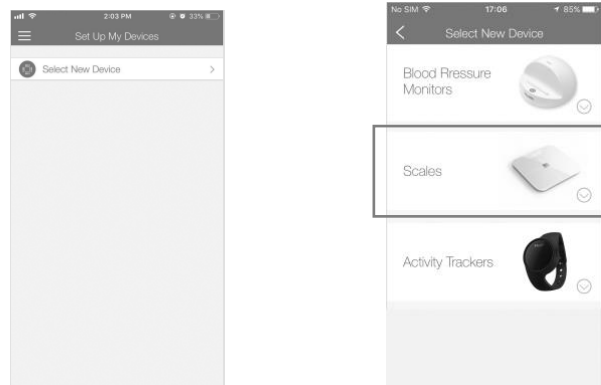 2:03 PM
33%
Set Up My Devices
Select New Device
No SIM
17:06
85%
Select New Device
Blood Rressure
Monitors
Scales
Activity Trackers